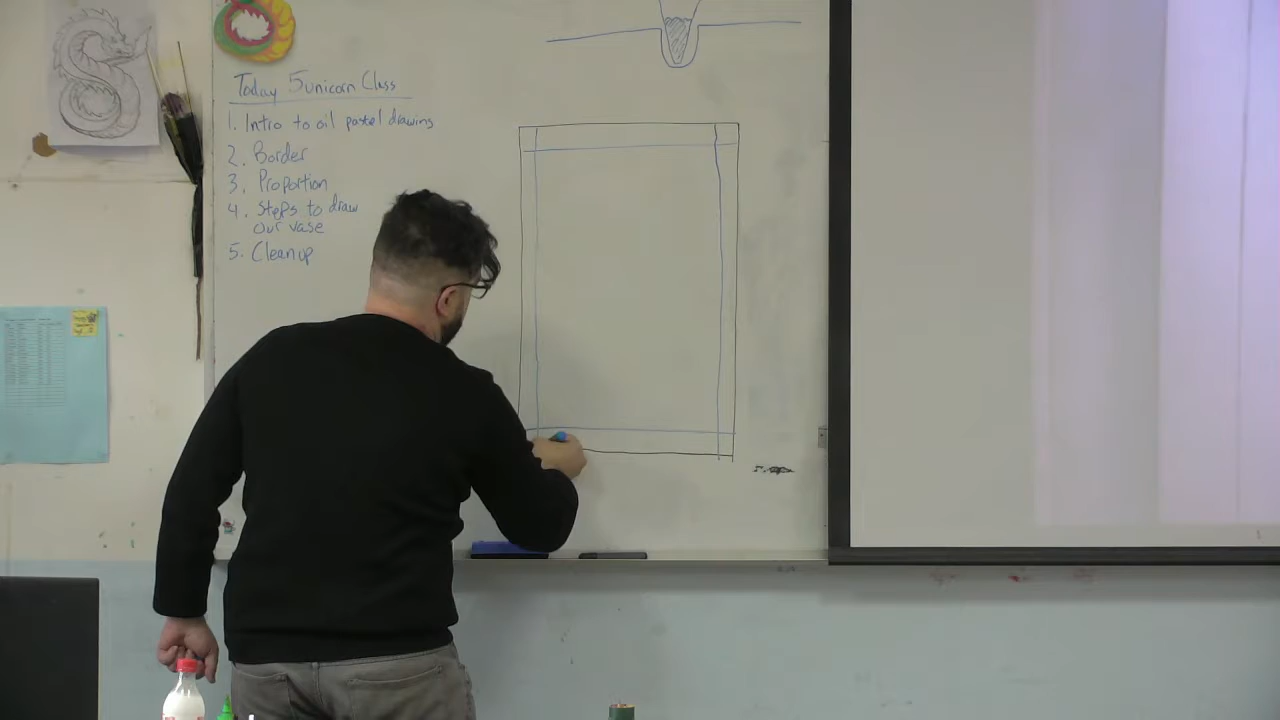 Today 5unicorn Class
1. Intro to oil pastel drawings
2. Border
3. Proportion
4. Steps to draw
our vase
5. Cleanup